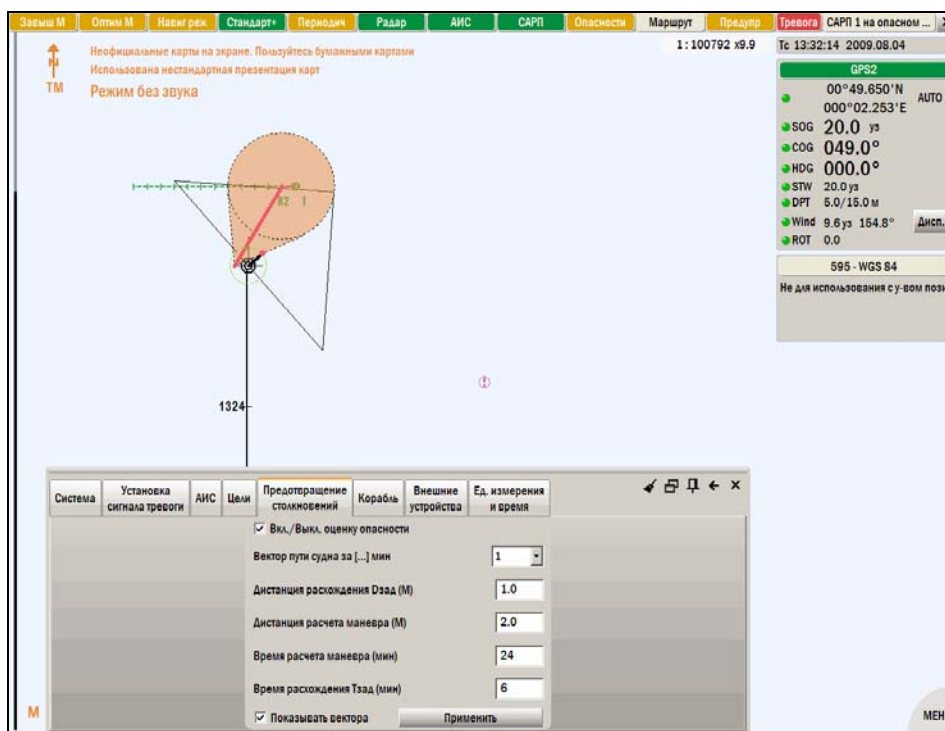 Завыш М Оптим М Навиг реж Стандарт+ Периодич Радар АИС САРП Опасности Маршрут Предупр Тревога САРП 1 на опасном ...
1:100792 x9.9 Тс 13:32:14 2009.08.04
Неофициальные карты на экране. Пользуйтесь бумажными картами
Использована нестандартная презентация карт
Режим без звука
N
ТМ
GPS2
00°49.650'N
AUTO
000°02.253'E
SOG 20.0 уз
COG 049.0°
HDG 000.0°
STW 20.0 уз
DPT 5.0/15.0 м
Wind 9.6 уз 154.8° Дисп.
ROT 0.0
595 - WGS 84
Не для использования с у-вом пози
1324
Система
Установка сигнала тревоги
АИС
Цели
Предотвращение столкновений
Корабль
Внешние устройства
Ед. измерения и время
Вкл./Выкл. оценку опасности
Вектор пути судна за [...] мин 1
Дистанция расхождения Dзад (М) 1.0
Дистанция расчета маневра (М) 2.0
Время расчета маневра (мин) 24
Время расхождения Тзад (мин) 6
Показывать вектора Применить
М
МЕН